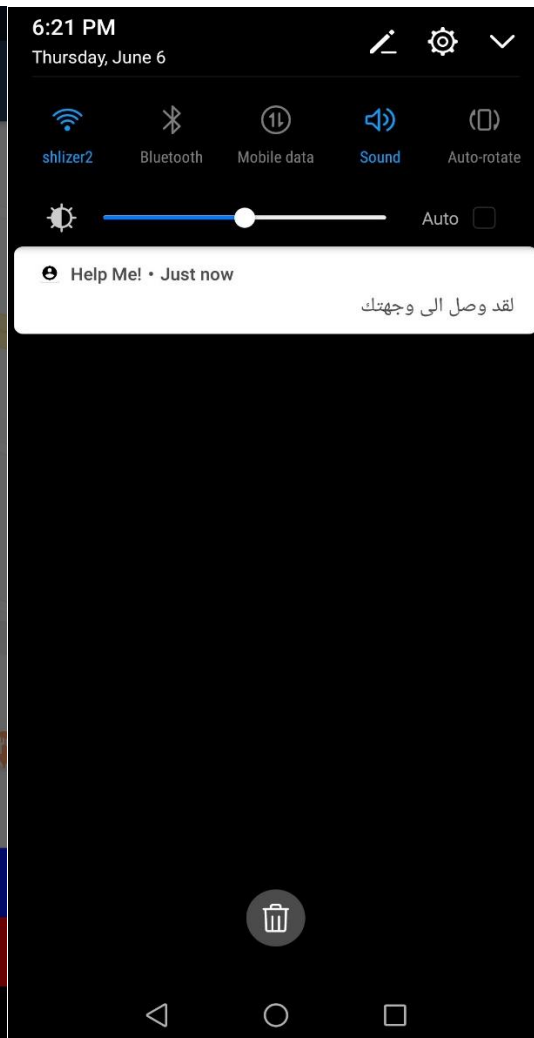 6:21 PM
Thursday, June 6
shlizer2 Bluetooth Mobile data Sound Auto-rotate
Auto
Help Me! • Just now
لقد وصل الى وجهتك